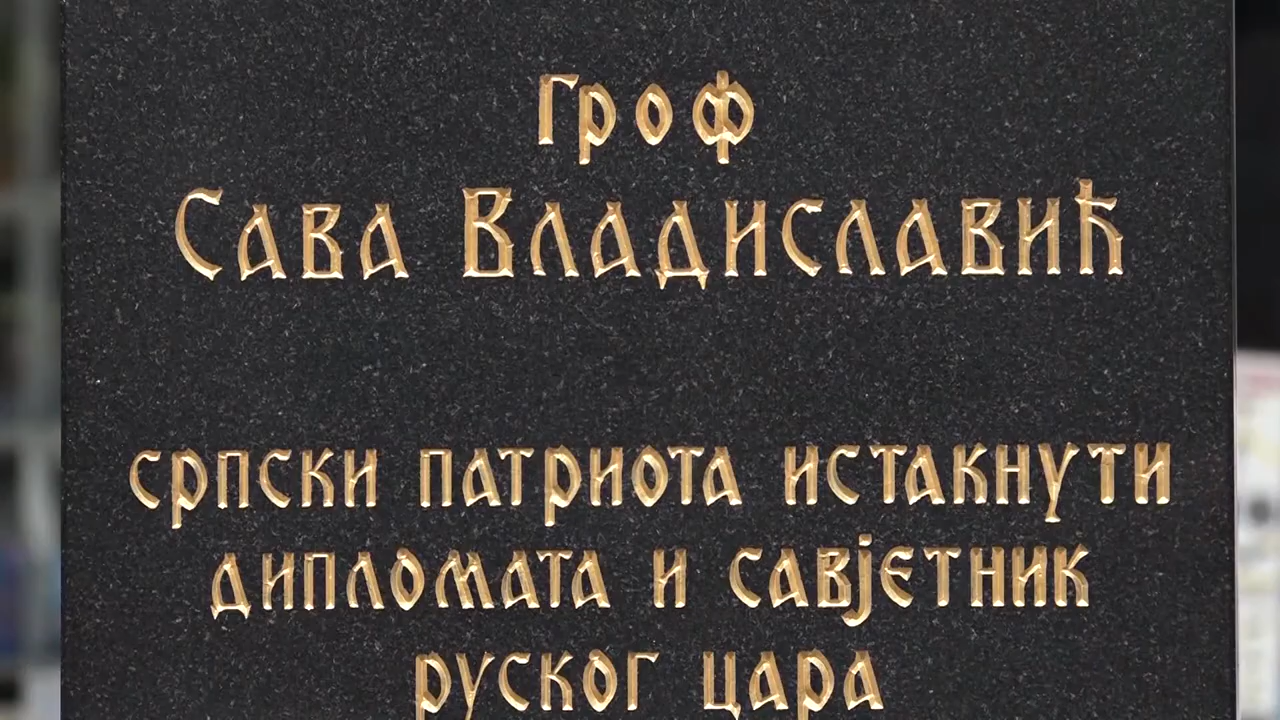 Гроф
Сава Владиславић
српски патриота истакнути
дипломата и савјетник
руског цара